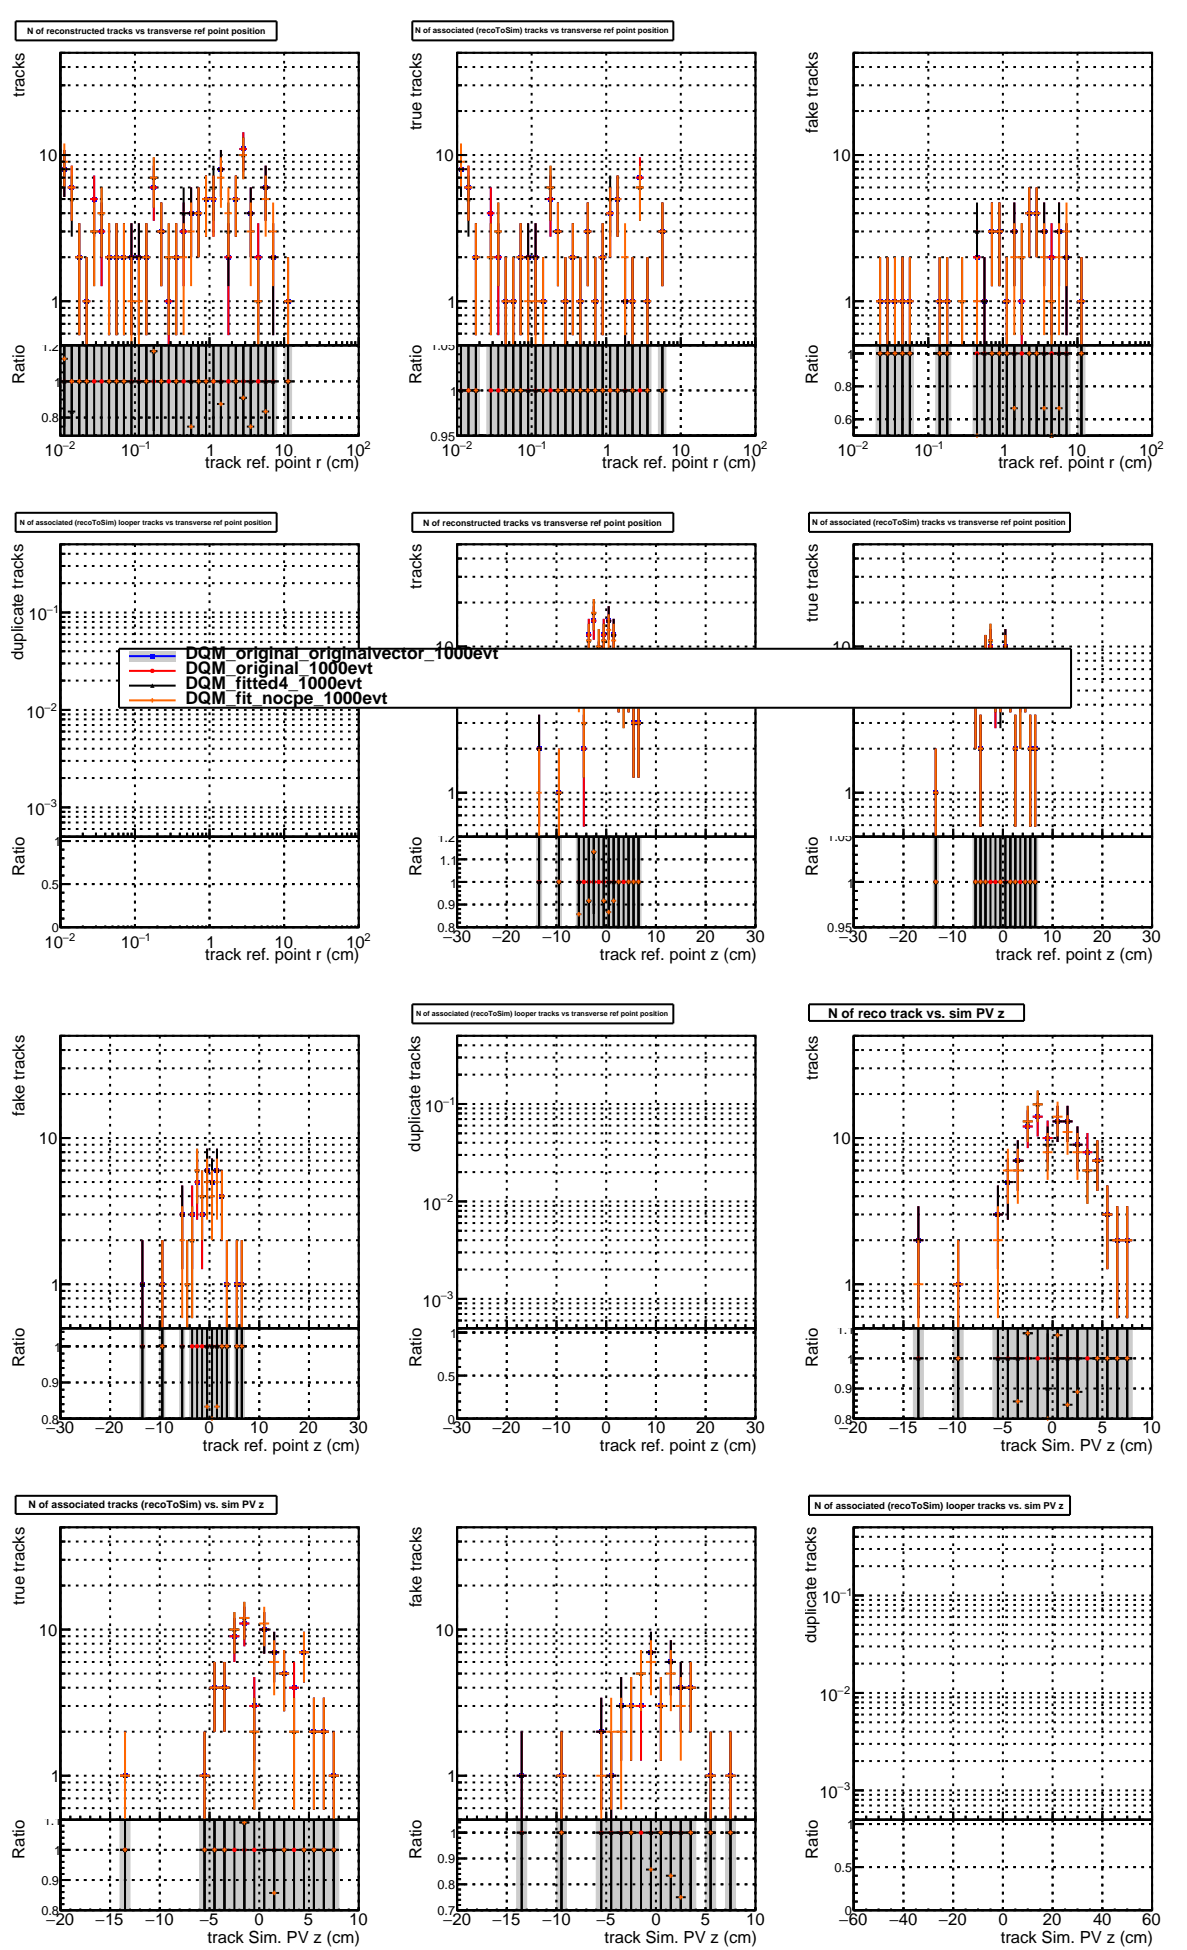 N of reconstructed tracks vs transverse ref point position
N of associated (recoToSim) tracks vs transverse ref point position
tracks
true tracks
fake tracks
10
10
10
1
1
1
Ratio
1.2
1
0.8
Ratio
1.05
1
0.95
Ratio
1
0.8
0.6
10−2 10−1 1 10 102
10−2 10−1 1 10 102
10−2 10−1 1 10 102
track ref. point r (cm)
track ref. point r (cm)
track ref. point r (cm)
N of associated (recoToSim) looper tracks vs transverse ref point position
N of reconstructed tracks vs transverse ref point position
N of associated (recoToSim) tracks vs transverse ref point position
duplicate tracks
tracks
true tracks
10−1
10−2
10−3
10
1
10
1
DQM_original_originalvector_1000evt
DQM_original_1000evt
DQM_fitted4_1000evt
DQM_fit_nocpe_1000evt
Ratio
1
0.5
0
Ratio
1.2
1.1
1
0.9
0.8
Ratio
1.05
1
0.95
10−2 10−1 1 10 102
−30 −20 −10 0 10 20 30
−30 −20 −10 0 10 20 30
track ref. point r (cm)
track ref. point z (cm)
track ref. point z (cm)
N of associated (recoToSim) looper tracks vs transverse ref point position
N of reco track vs. sim PV z
fake tracks
duplicate tracks
tracks
10
1
10−1
10−2
10−3
10
1
Ratio
1
0.9
0.8
Ratio
1
0.5
0
Ratio
1.1
1
0.9
0.8
−30 −20 −10 0 10 20 30
−30 −20 −10 0 10 20 30
−20 −15 −10 −5 0 5 10
track ref. point z (cm)
track ref. point z (cm)
track Sim. PV z (cm)
N of associated tracks (recoToSim) vs. sim PV z
N of associated (recoToSim) looper tracks vs. sim PV z
true tracks
fake tracks
duplicate tracks
10
1
10
1
10−1
10−2
10−3
Ratio
1.1
1
0.9
0.8
Ratio
1
0.9
0.8
0.7
Ratio
1
0.5
0
−20 −15 −10 −5 0 5 10
−20 −15 −10 −5 0 5 10
−60 −40 −20 0 20 40 60
track Sim. PV z (cm)
track Sim. PV z (cm)
track Sim. PV z (cm)